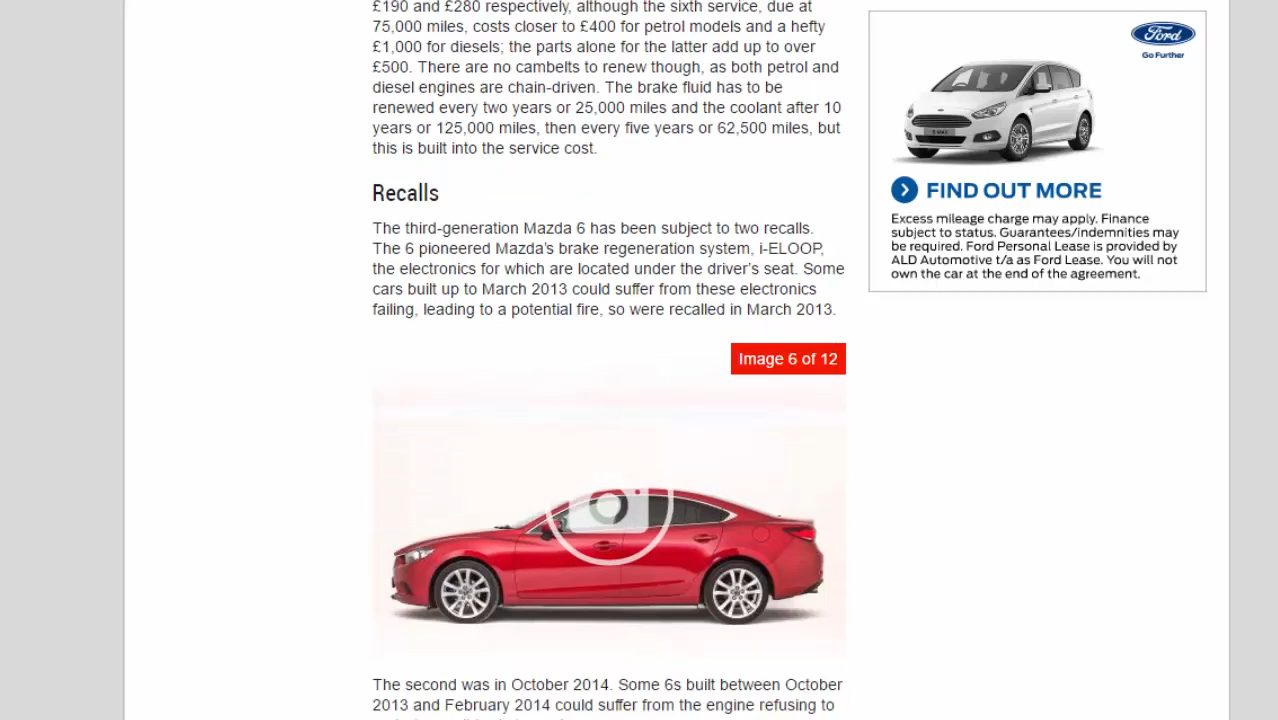 £190 and £280 respectively, although the sixth service, due at
75,000 miles, costs closer to £400 for petrol models and a hefty
£1,000 for diesels; the parts alone for the latter add up to over
£500. There are no cambelts to renew though, as both petrol and
diesel engines are chain-driven. The brake fluid has to be
renewed every two years or 25,000 miles and the coolant after 10
years or 125,000 miles, then every five years or 62,500 miles, but
this is built into the service cost.
Recalls
The third-generation Mazda 6 has been subject to two recalls.
The 6 pioneered Mazda's brake regeneration system, i-ELOOP,
the electronics for which are located under the driver's seat. Some
cars built up to March 2013 could suffer from these electronics
failing, leading to a potential fire, so were recalled in March 2013.
Image 6 of 12
The second was in October 2014. Some 6s built between October
2013 and February 2014 could suffer from the engine refusing to
Ford
Go Further
FIND OUT MORE
Excess mileage charge may apply. Finance
subject to status. Guarantees/indemnities may
be required. Ford Personal Lease is provided by
ALD Automotive t/a as Ford Lease. You will not
own the car at the end of the agreement.